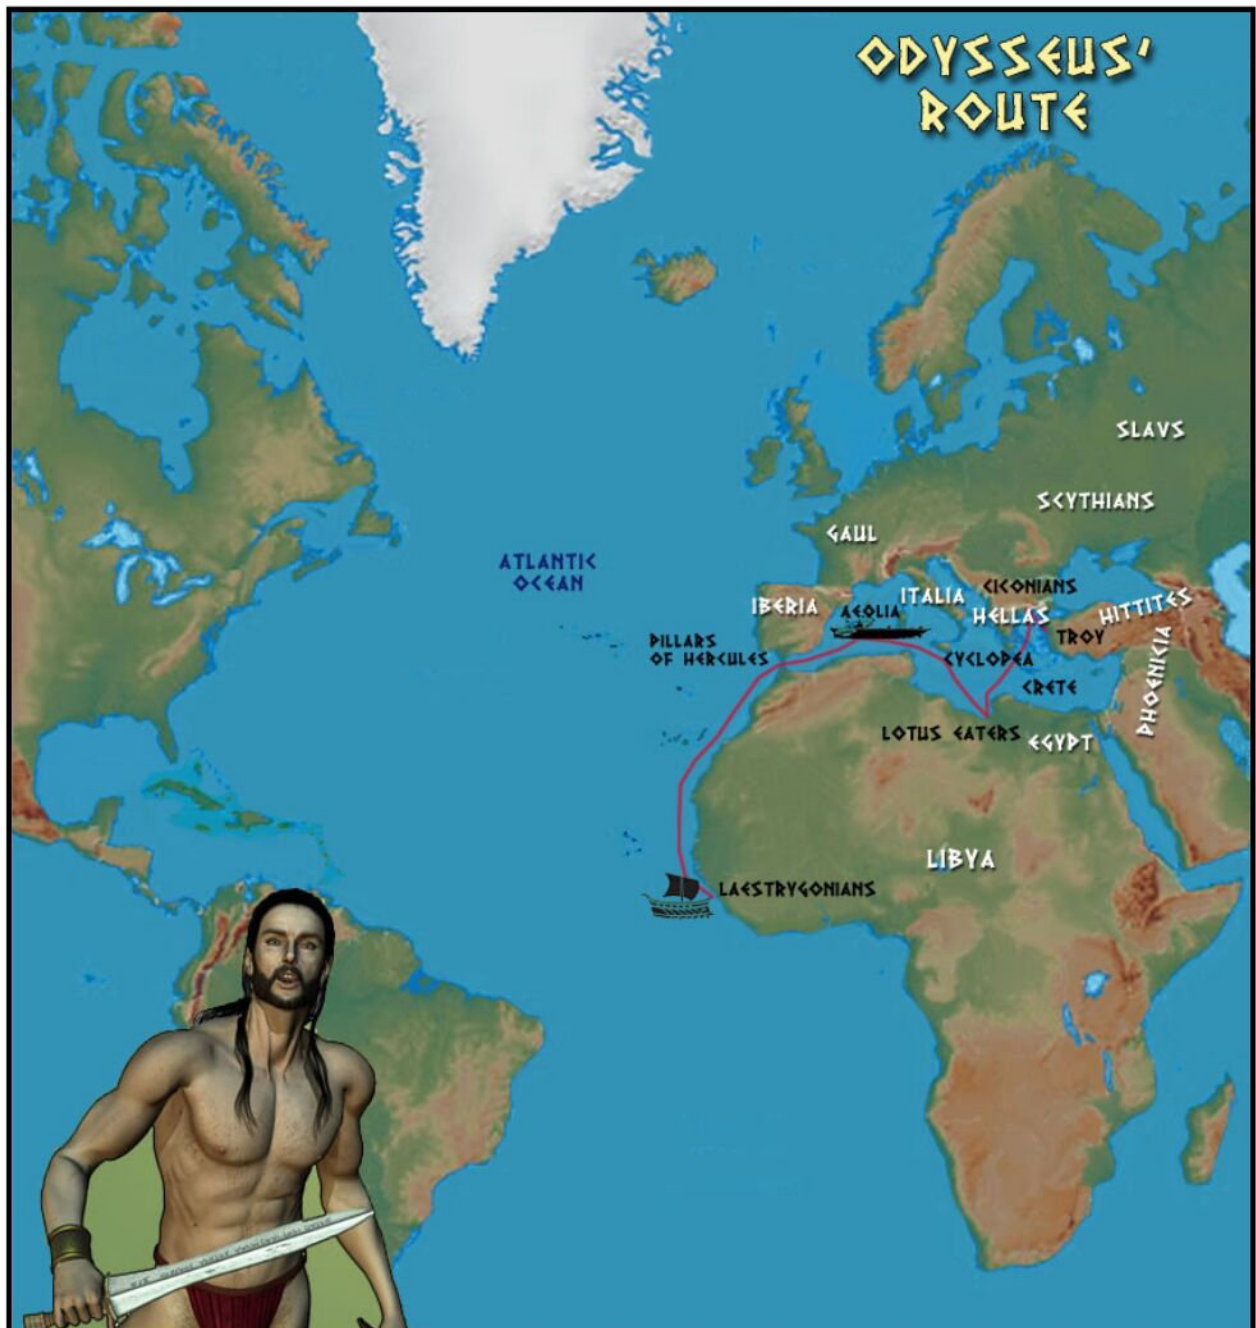 ODYSSEUS'
ROUTE
SLAVS
SCYTHIANS
GAUL
ATLANTIC
OCEAN
CICONIANS
ITALIA
IBERIA
AEOLIA
HELLAS
HITTITES
TROY
PILLARS
OF HERCULES
CYCLOPEA
PHOENICIA
CRETE
LOTUS EATERS
EGYPT
LIBYA
LAESTRYGONIANS